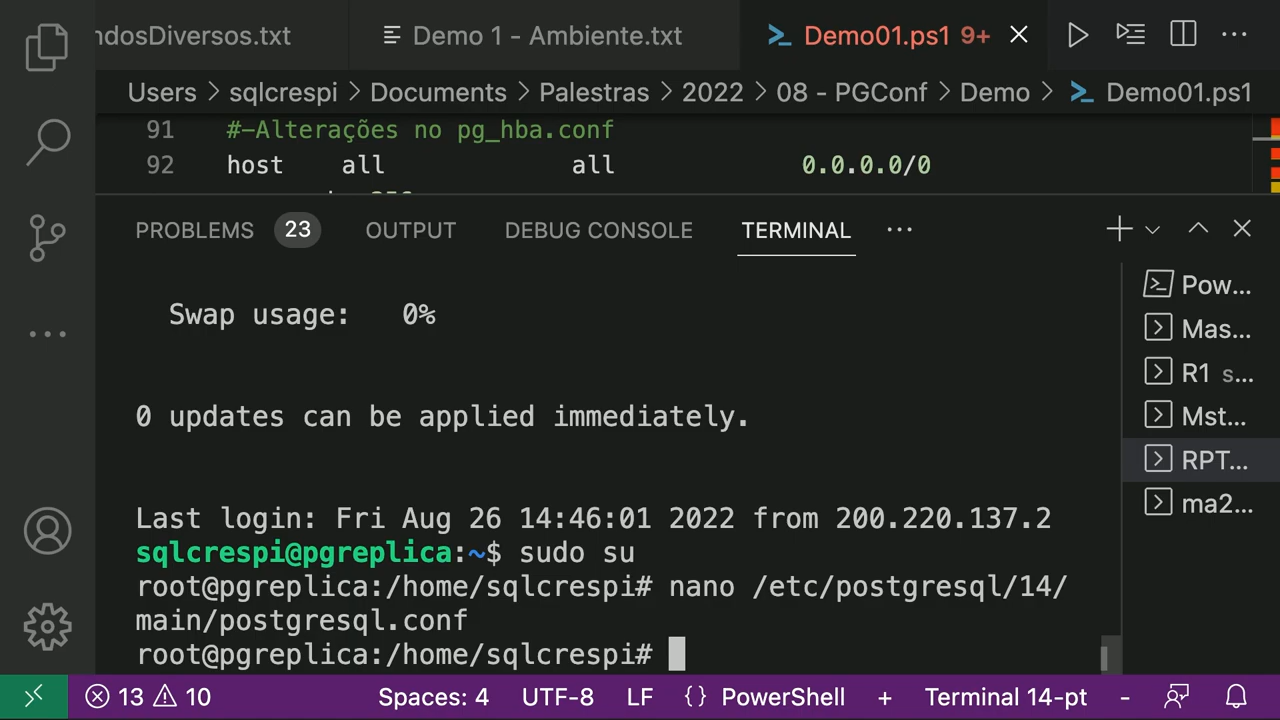 ndosDiversos.txt
Demo 1 - Ambiente.txt
Demo01.ps1 9+
Users > sqlcrespi > Documents > Palestras > 2022 > 08 - PGConf > Demo > Demo01.ps1
91 #-Alterações no pg_hba.conf
92 host all all 0.0.0.0/0
PROBLEMS 23 OUTPUT DEBUG CONSOLE TERMINAL ...
Swap usage: 0%
0 updates can be applied immediately.
Last login: Fri Aug 26 14:46:01 2022 from 200.220.137.2
sqlcrespi@pgreplica:~$ sudo su
root@pgreplica:/home/sqlcrespi# nano /etc/postgresql/14/
main/postgresql.conf
root@pgreplica:/home/sqlcrespi#
Pow...
Mas...
R1 s...
Mst...
RPT...
ma2...
13 10 Spaces: 4 UTF-8 LF {} PowerShell + Terminal 14-pt -